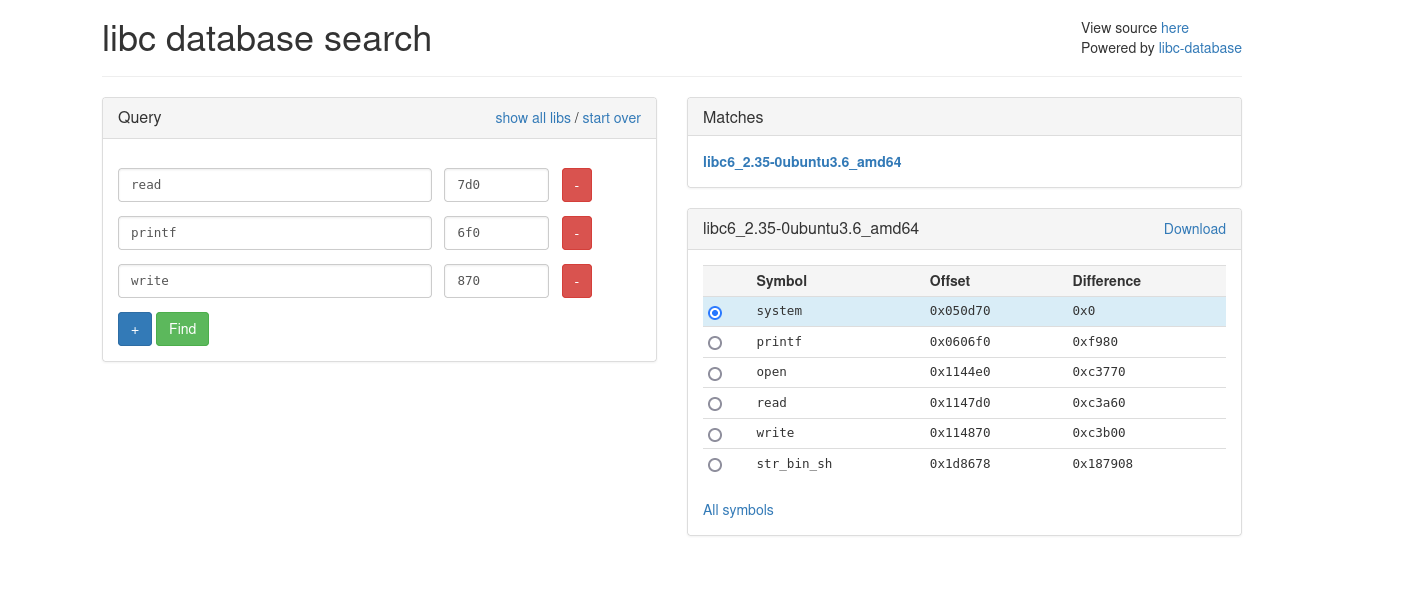 libc database search
View source here
Powered by libc-database
Query show all libs / start over
read 7d0 -
printf 6f0 -
write 870 -
+ Find
Matches
libc6_2.35-0ubuntu3.6_amd64
libc6_2.35-0ubuntu3.6_amd64 Download
Symbol Offset Difference
system 0x050d70 0x0
printf 0x0606f0 0xf980
open 0x1144e0 0xc3770
read 0x1147d0 0xc3a60
write 0x114870 0xc3b00
str_bin_sh 0x1d8678 0x187908
All symbols